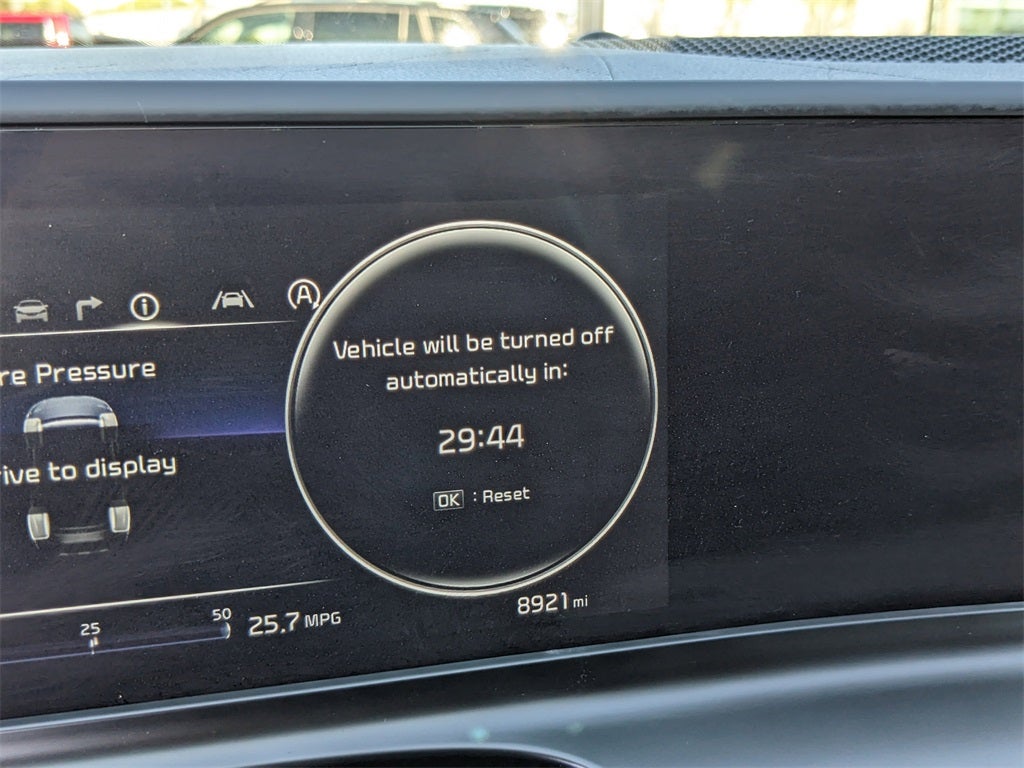 A
Vehicle will be turned off
automatically in:
29:44
OK : Reset
re Pressure
rive to display
25
50
25.7 MPG
8921 mi